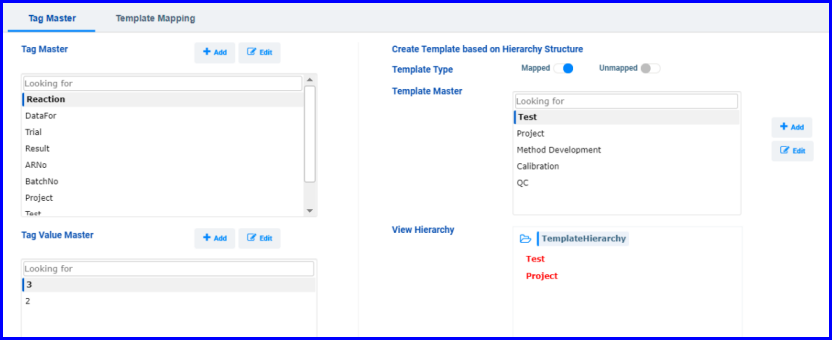 Tag Master
Template Mapping
Tag Master
Add
Edit
Looking for
Reaction
DataFor
Trial
Result
ARNo
BatchNo
Project
Test
Tag Value Master
Add
Edit
Looking for
3
2
Create Template based on Hierarchy Structure
Template Type
Mapped
Unmapped
Template Master
Looking for
Test
Project
Method Development
Calibration
QC
Add
Edit
View Hierarchy
TemplateHierarchy
Test
Project